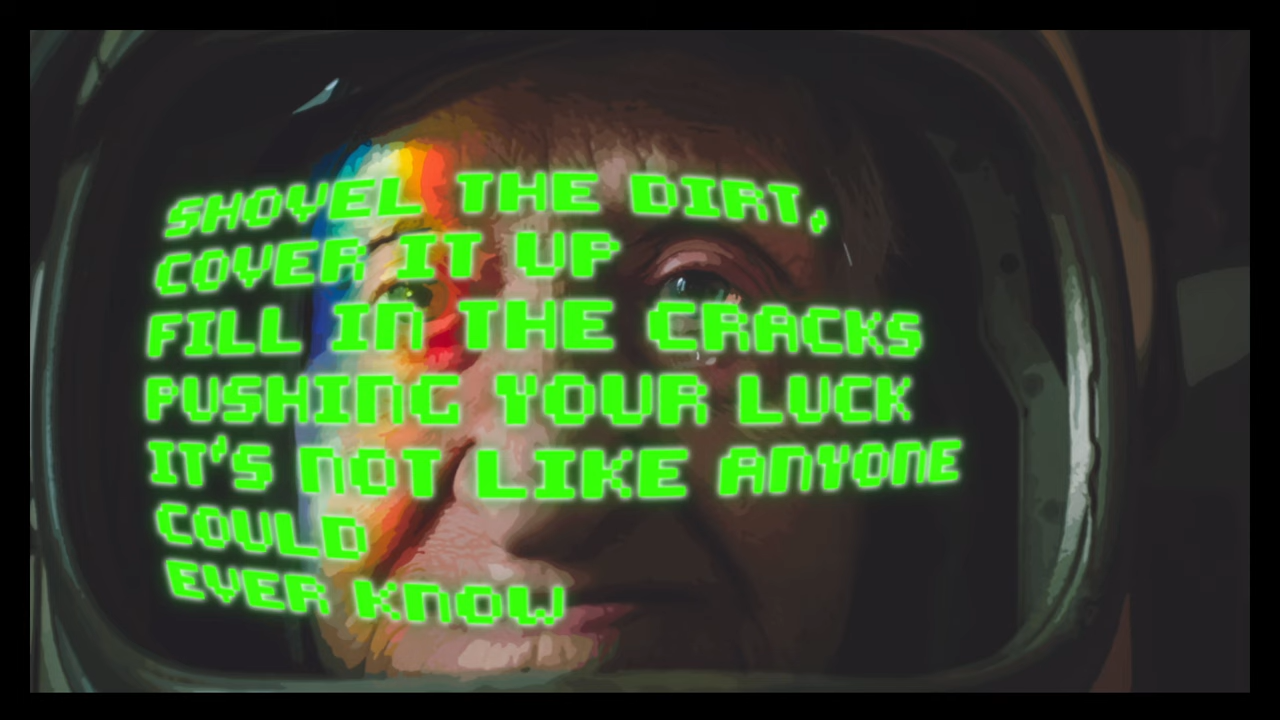 SHOVEL THE DIRT,
COVER IT UP
FILL IN THE CRACKS
PUSHING YOUR LUCK
IT'S NOT LIKE ANYONE
COULD
EVER KNOW